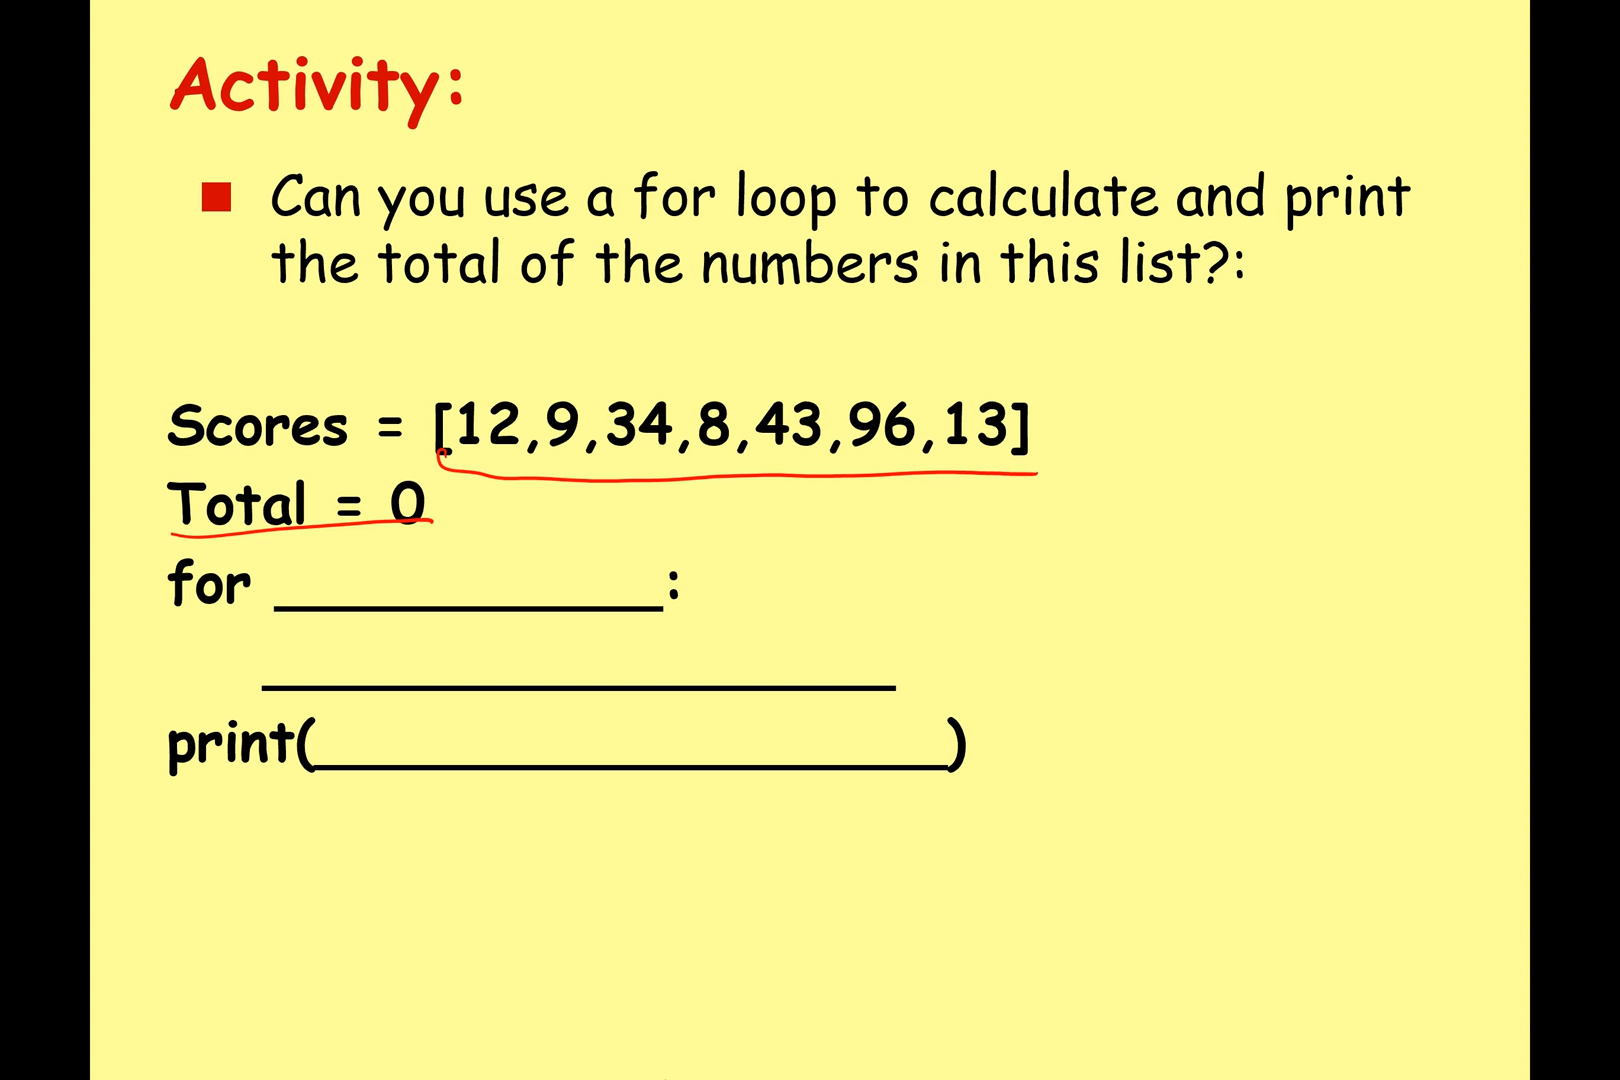 Activity:
Can you use a for loop to calculate and print
the total of the numbers in this list?:
Scores = [12,9,34,8,43,96,13]
Total = 0
for ____________:
____________________
print(____________________)